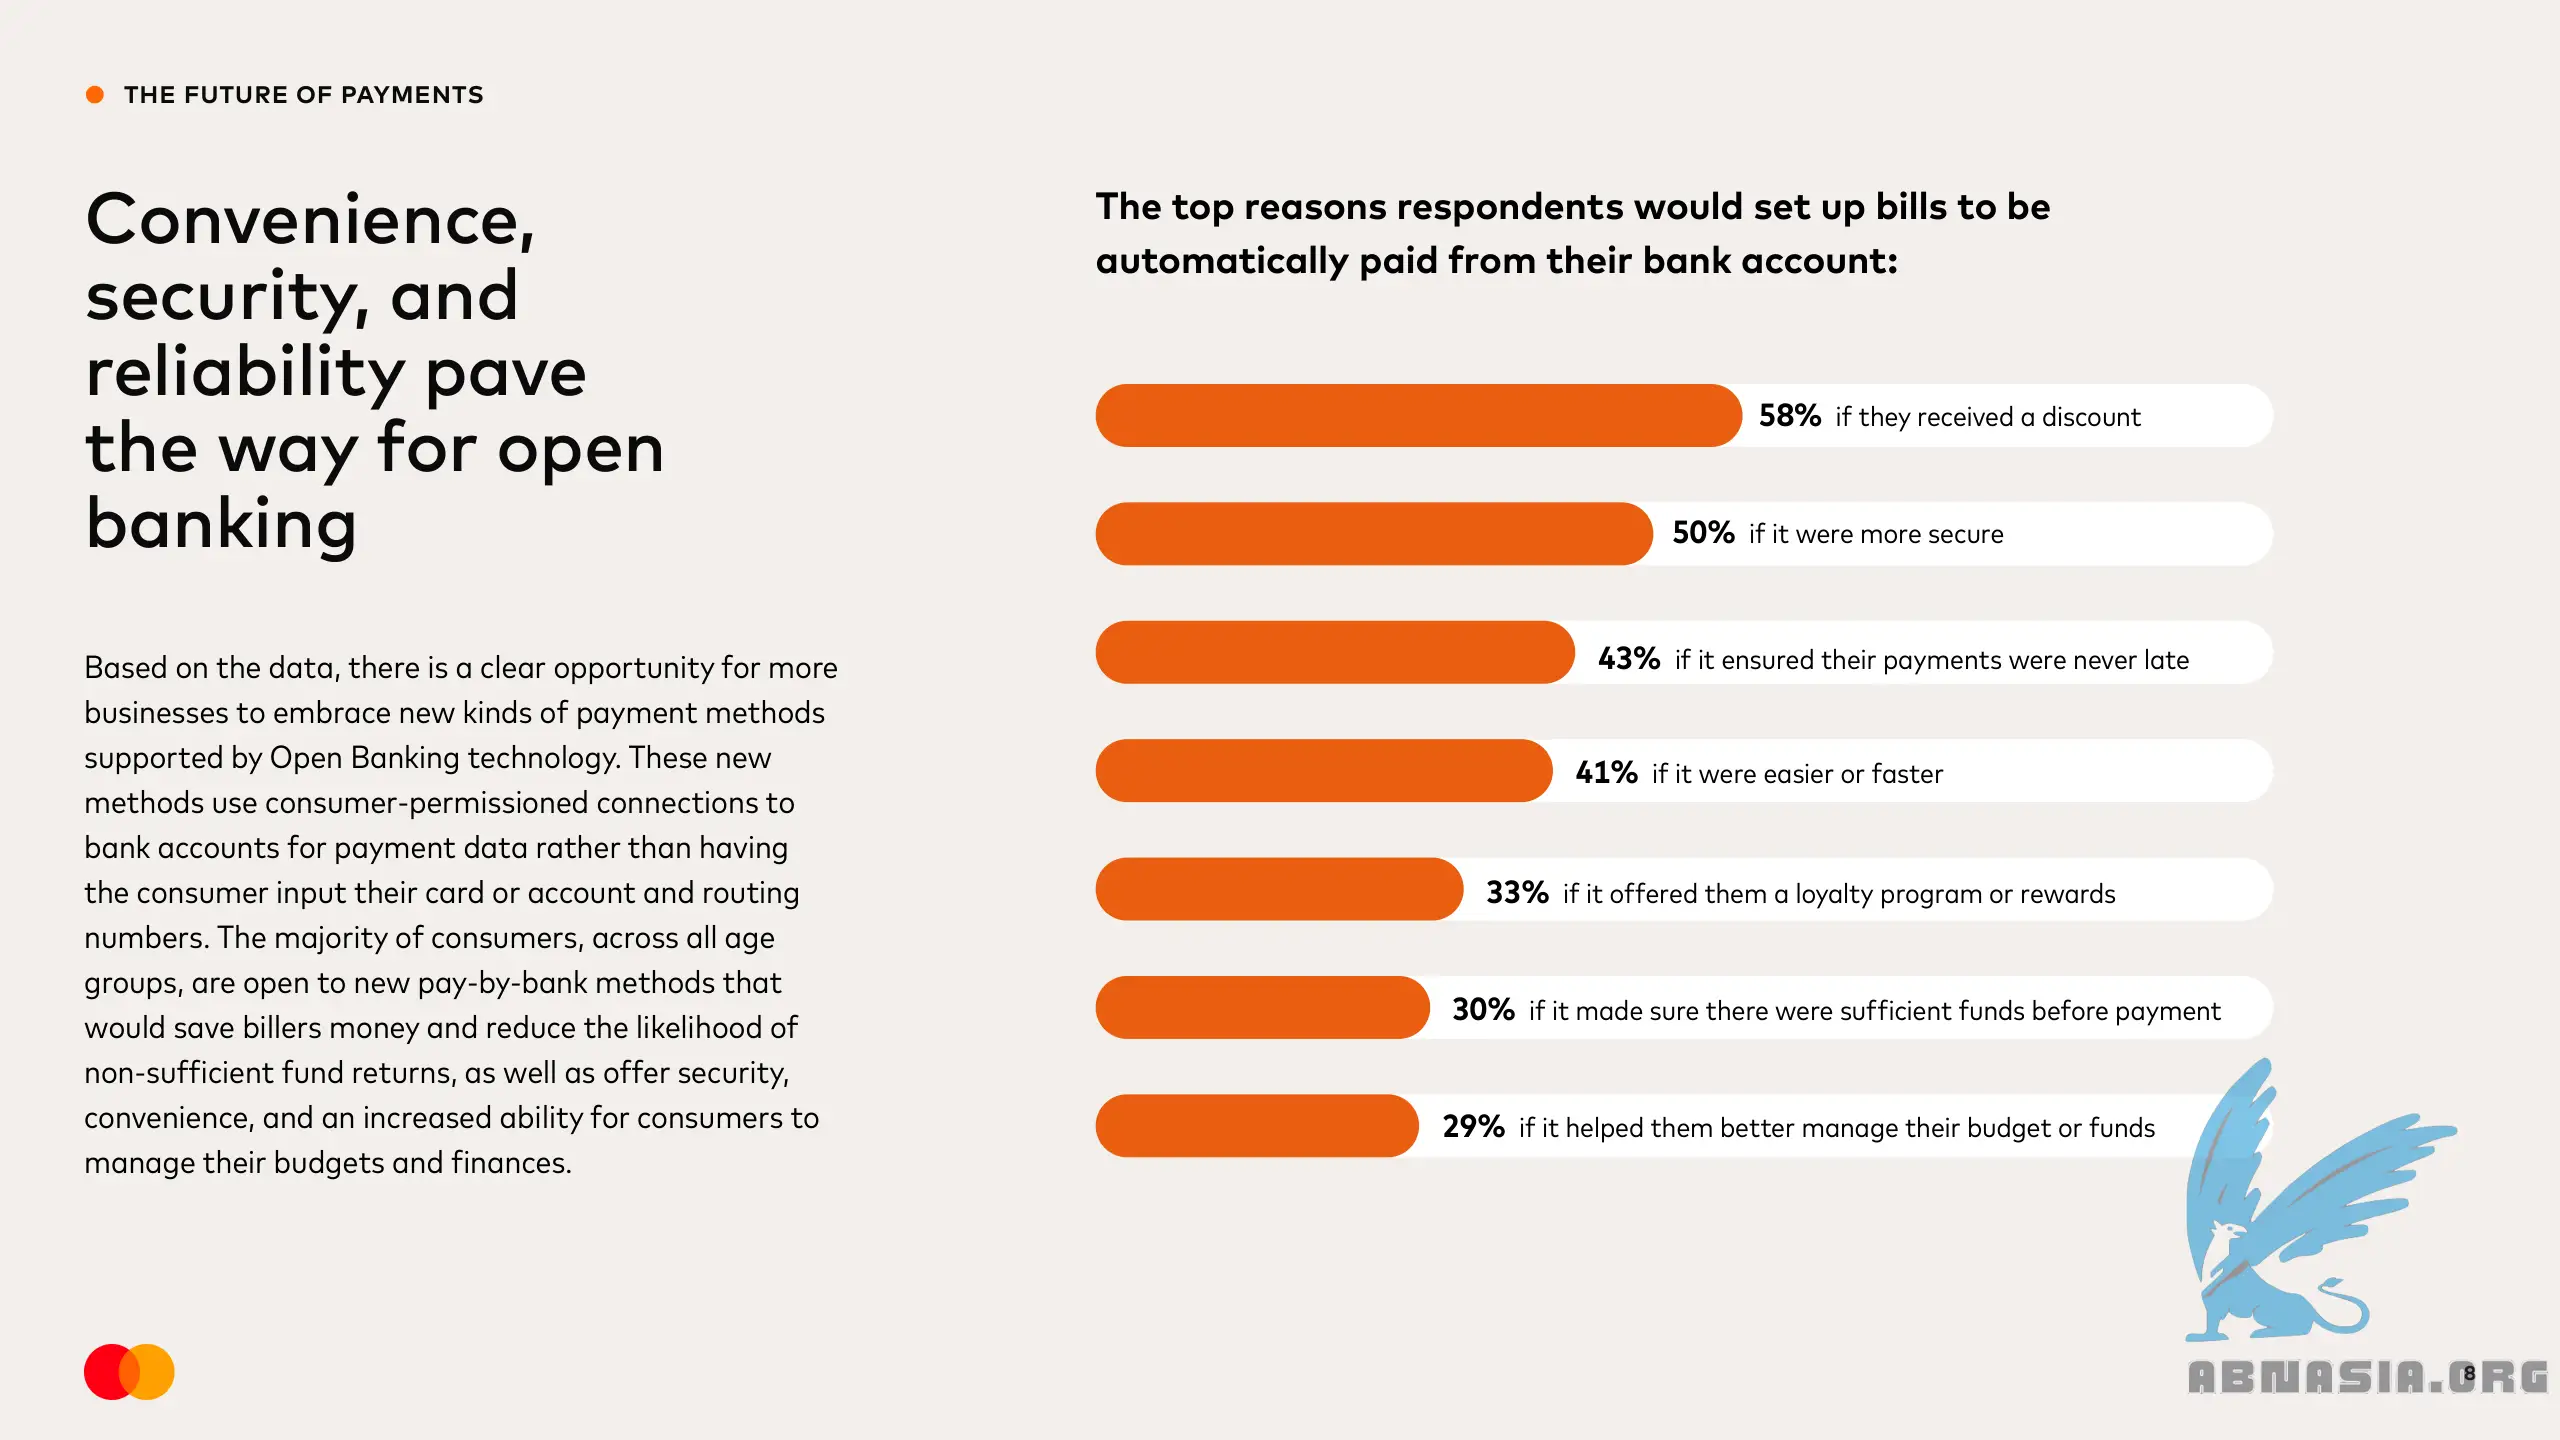 THE FUTURE OF PAYMENTS
Convenience,
security, and
reliability pave
the way for open
banking
Based on the data, there is a clear opportunity for more
businesses to embrace new kinds of payment methods
supported by Open Banking technology. These new
methods use consumer-permissioned connections to
bank accounts for payment data rather than having
the consumer input their card or account and routing
numbers. The majority of consumers, across all age
groups, are open to new pay-by-bank methods that
would save billers money and reduce the likelihood of
non-sufficient fund returns, as well as offer security,
convenience, and an increased ability for consumers to
manage their budgets and finances.
The top reasons respondents would set up bills to be
automatically paid from their bank account:
58% if they received a discount
50% if it were more secure
43% if it ensured their payments were never late
41% if it were easier or faster
33% if it offered them a loyalty program or rewards
30% if it made sure there were sufficient funds before payment
29% if it helped them better manage their budget or funds
ABNASIA.ORG
8